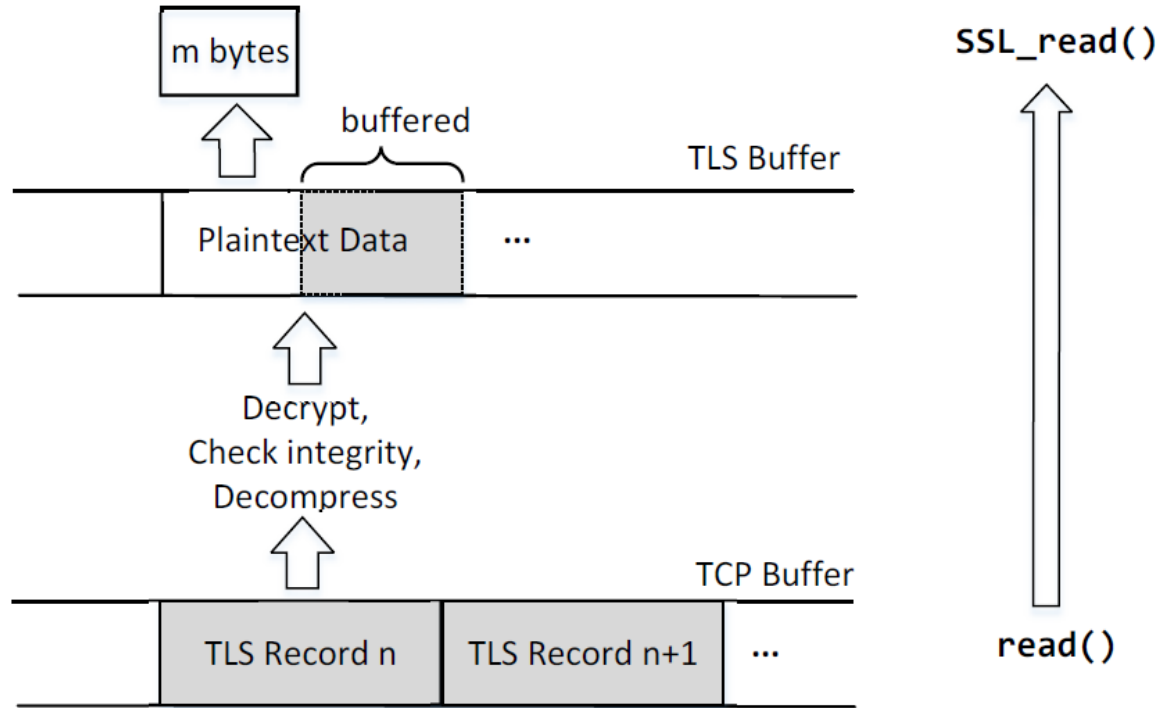 m bytes
SSL_read()
buffered
TLS Buffer
Plaintext Data
...
Decrypt,
Check integrity,
Decompress
TCP Buffer
TLS Record n
TLS Record n+1
...
read()